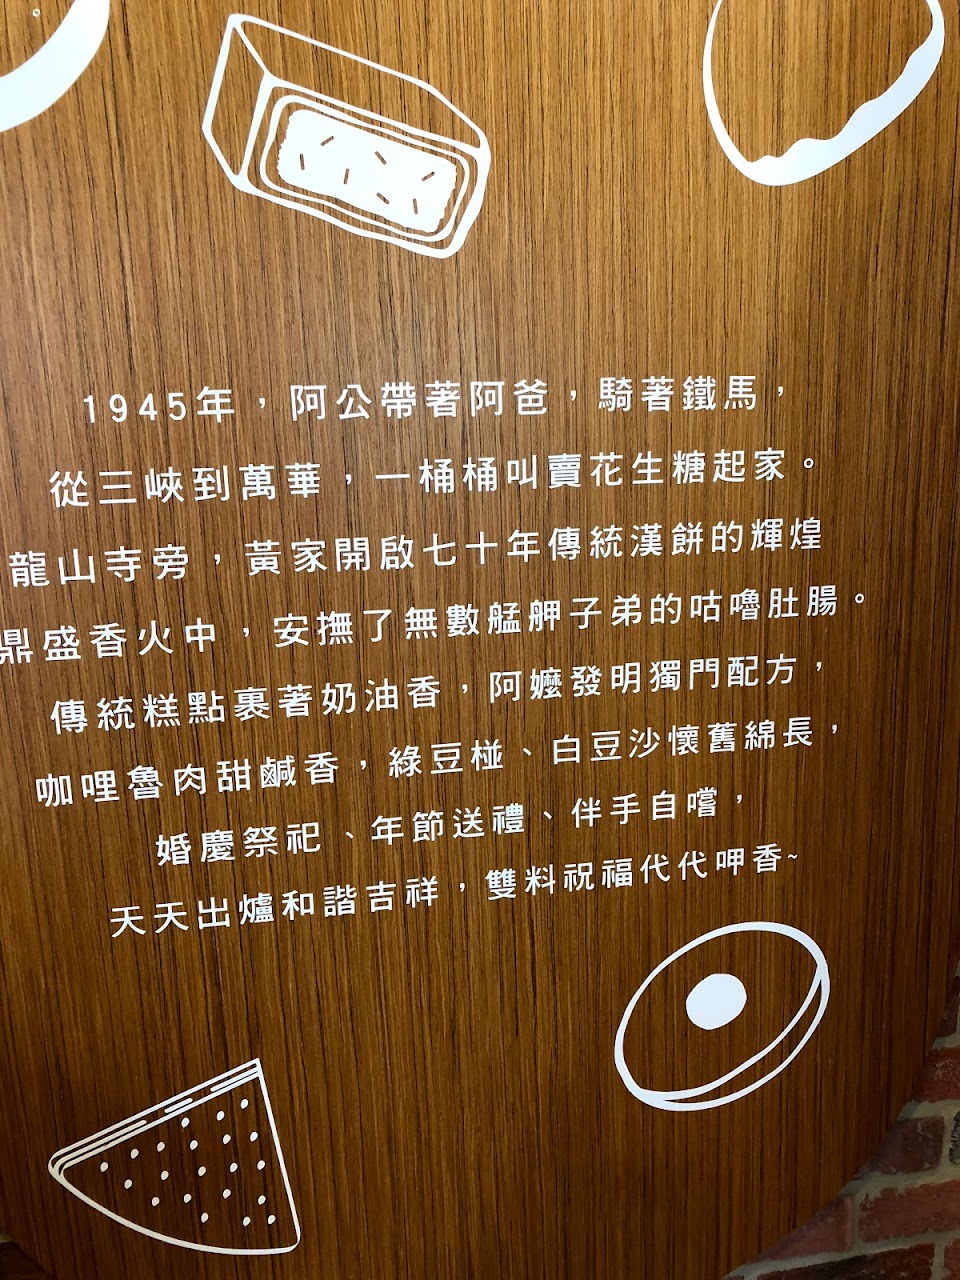 1945年，阿公帶著阿爸，騎著鐵馬，
從三峽到萬華，一桶桶叫賣花生糖起家。
龍山寺旁，黃家開啟七十年傳統漢餅的輝煌
鼎盛香火中，安撫了無數艋舺子弟的咕嚕肚腸。
傳統糕點裹著奶油香，阿嬤發明獨門配方，
咖哩魯肉甜鹹香，綠豆椪、白豆沙懷舊綿長，
婚慶祭祀、年節送禮、伴手自嚐，
天天出爐和諧吉祥，雙料祝福代代呷香~